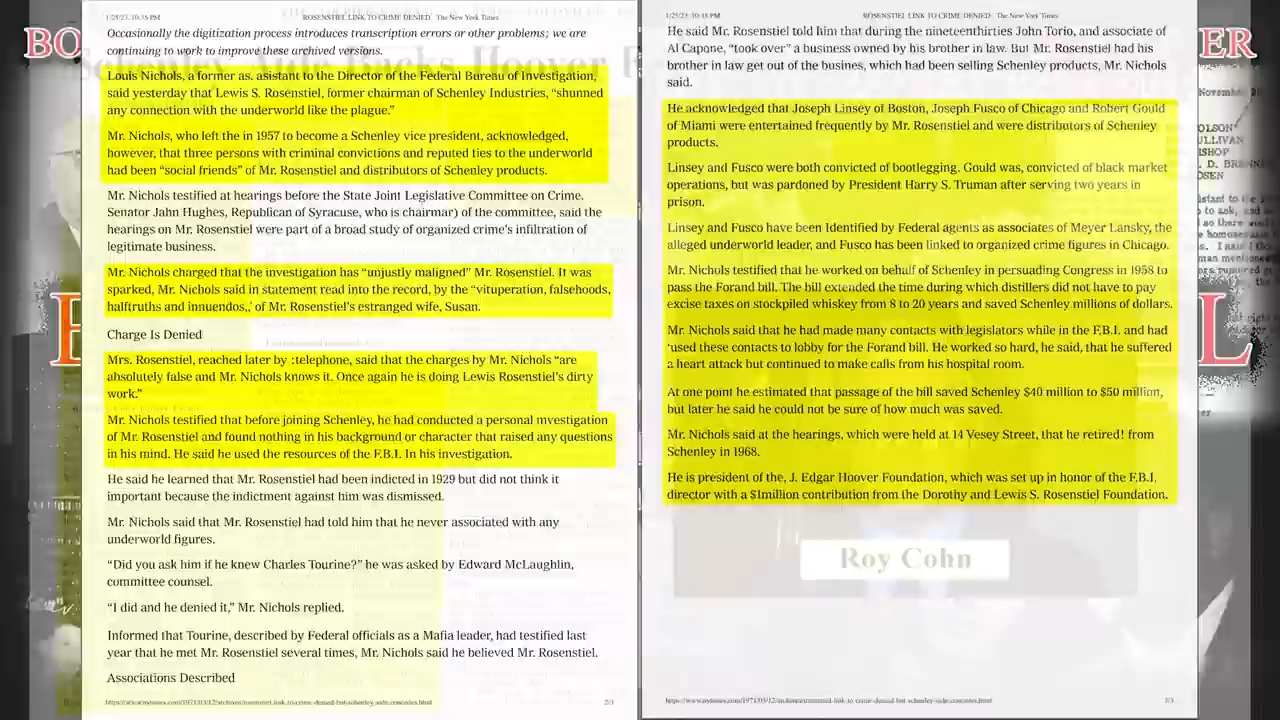 1/25/23, 10:35 PM ROSENSTIEL LINK TO CRIME DENIED - The New York Times
Occasionally the digitization process introduces transcription errors or other problems; we are
continuing to work to improve these archived versions.
Louis Nichols, a former as. asistant to the Director of the Federal Bureau of Investigation,
said yesterday that Lewis S. Rosenstiel, former chairman of Schenley Industries, “shunned
any connection with the underworld like the plague.”
Mr. Nichols, who left the in 1957 to become a Schenley vice president, acknowledged,
however, that three persons with criminal convictions and reputed ties to the underworld
had been “social friends” of Mr. Rosenstiel and distributors of Schenley products.
Mr. Nichols testified at hearings before the State Joint Legislative Committee on Crime.
Senator Jahn Hughes, Republican of Syracuse, who is chairmar) of the committee, said the
hearings on Mr. Rosenstiel were part of a broad study of organized crime's infiltration of
legitimate business.
Mr. Nichols charged that the investigation has “unjustly maligned” Mr. Rosenstiel. It was
sparked, Mr. Nichols said in statement read into the record, by the “vituperation, falsehoods,
halftruths and innuendos,,' of Mr. Rosenstiel's estranged wife, Susan.
Charge Is Denied
Mrs. Rosenstiel, reached later by :telephone, said that the charges by Mr. Nichols “are
absolutely false and Mr. Nichols knows it. Once again he is doing Lewis Rosenstiel's dirty
work.”
Mr. Nichols testified that before joining Schenley, he had conducted a personal mvestigation
of Mr. Rosenstiel and found nothing in his background or character that raised any questions
in his mind. He said he used the resources of the F.B.I. In his investigation.
He said he learned that Mr. Rosenstiel had been indicted in 1929 but did not think it
important because the indictment against him was dismissed.
Mr. Nichols said that Mr. Rosenstiel had told him that he never associated with any
underworld figures.
“Did you ask him if he knew Charles Tourine?” he was asked by Edward McLaughlin,
committee counsel.
“I did and he denied it,” Mr. Nichols replied.
Informed that Tourine, described by Federal officials as a Mafia leader, had testified last
year that he met Mr. Rosenstiel several times, Mr. Nichols said he believed Mr. Rosenstiel.
Associations Described
https://www.nytimes.com/1971/03/12/archives/rosenstiel-link-to-crime-denied-but-schenley-aide-concedes.html 2/3
1/25/23, 10:35 PM ROSENSTIEL LINK TO CRIME DENIED - The New York Times
He said Mr. Rosenstiel told him that during the nineteenthirties John Torio, and associate of
Al Capone, “took over” a business owned by his brother in law. But Mr. Rosenstiel had his
brother in law get out of the busines, which had been selling Schenley products, Mr. Nichols
said.
He acknowledged that Joseph Linsey of Boston, Joseph Fusco of Chicago and Robert Gould
of Miami were entertained frequently by Mr. Rosenstiel and were distributors of Schenley
products.
Linsey and Fusco were both convicted of bootlegging. Gould was, convicted of black market
operations, but was pardoned by President Harry S. Truman after serving two years in
prison.
Linsey and Fusco have been Identified by Federal agents as associates of Meyer Lansky, the
alleged underworld leader, and Fusco has been linked to organized crime figures in Chicago.
Mr. Nichols testified that he worked on behalf of Schenley in persuading Congress in 1958 to
pass the Forand bill. The bill extended the time during which distillers did not have to pay
excise taxes on stockpiled whiskey from 8 to 20 years and saved Schenley millions of dollars.
Mr. Nichols said that he had made many contacts with legislators while in the F.B.I. and had
'used these contacts to lobby for the Forand bill. He worked so hard, he said, that he suffered
a heart attack but continued to make calls from his hospital room.
At one point he estimated that passage of the bill saved Schenley $40 million to $50 million,
but later he said he could not be sure of how much was saved.
Mr. Nichols said at the hearings, which were held at 14 Vesey Street, that he retired! from
Schenley in 1968.
He is president of the, J. Edgar Hoover Foundation, which was set up in honor of the F.B.I.
director with a $1million contribution from the Dorothy and Lewis S. Rosenstiel Foundation.
3/3
Roy Cohn
BO
ER
L